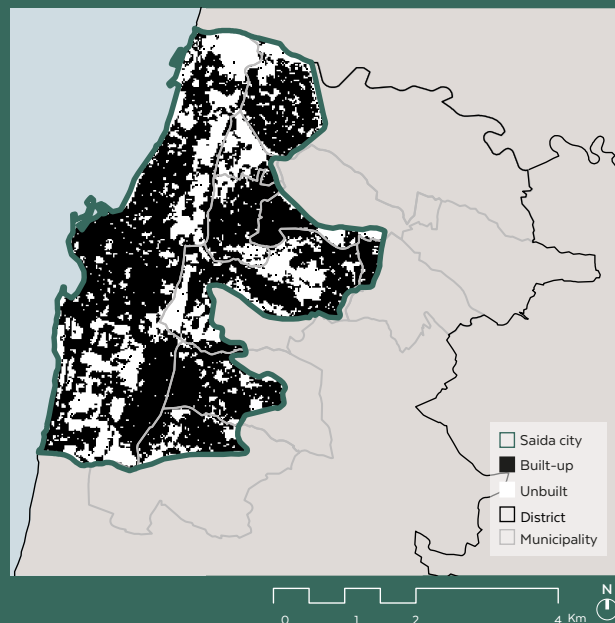 Saida city
Built-up
Unbuilt
District
Municipality
N
0 1 2 4 Km